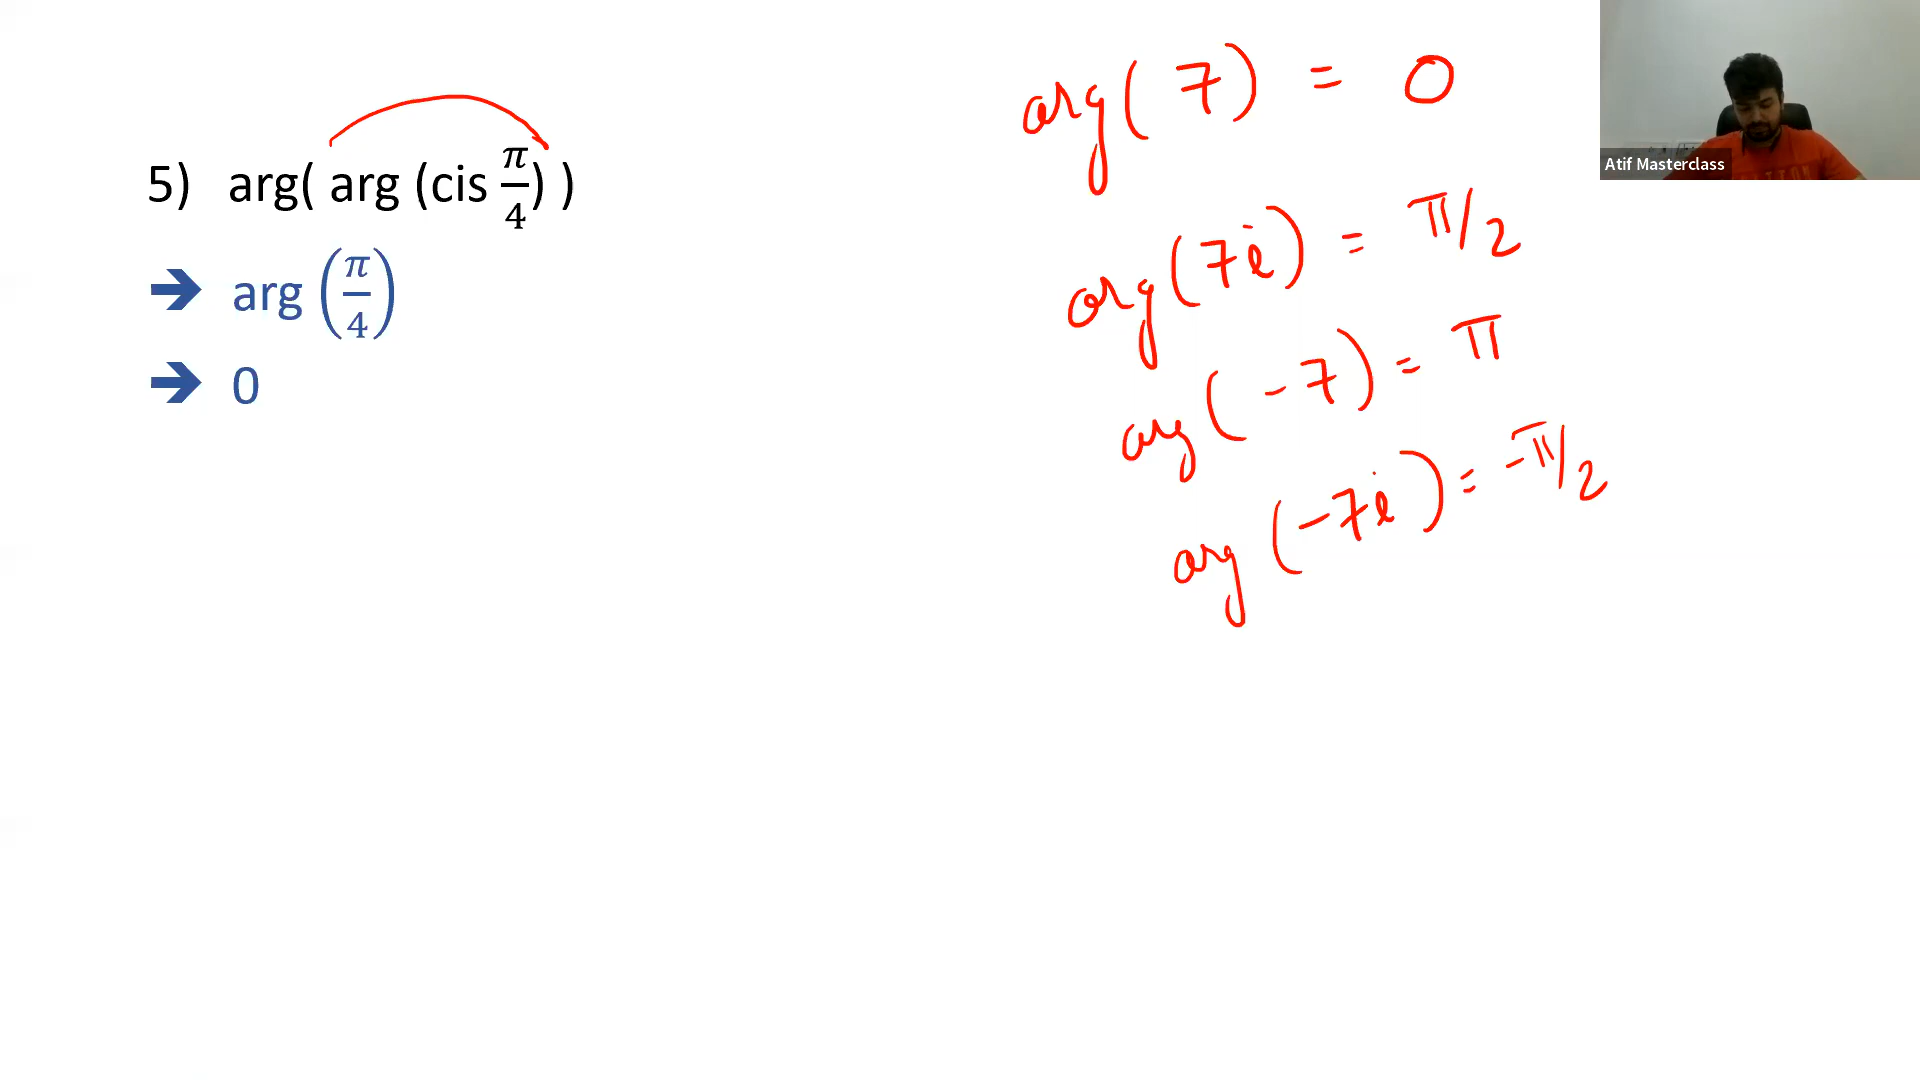 5) arg( arg (cis π/4) )
➔ arg (π/4)
➔ 0
arg( 7 ) = 0
arg( 7i ) = π/2
arg( -7 ) = π
arg( -7i ) = -π/2
Atif Masterclass